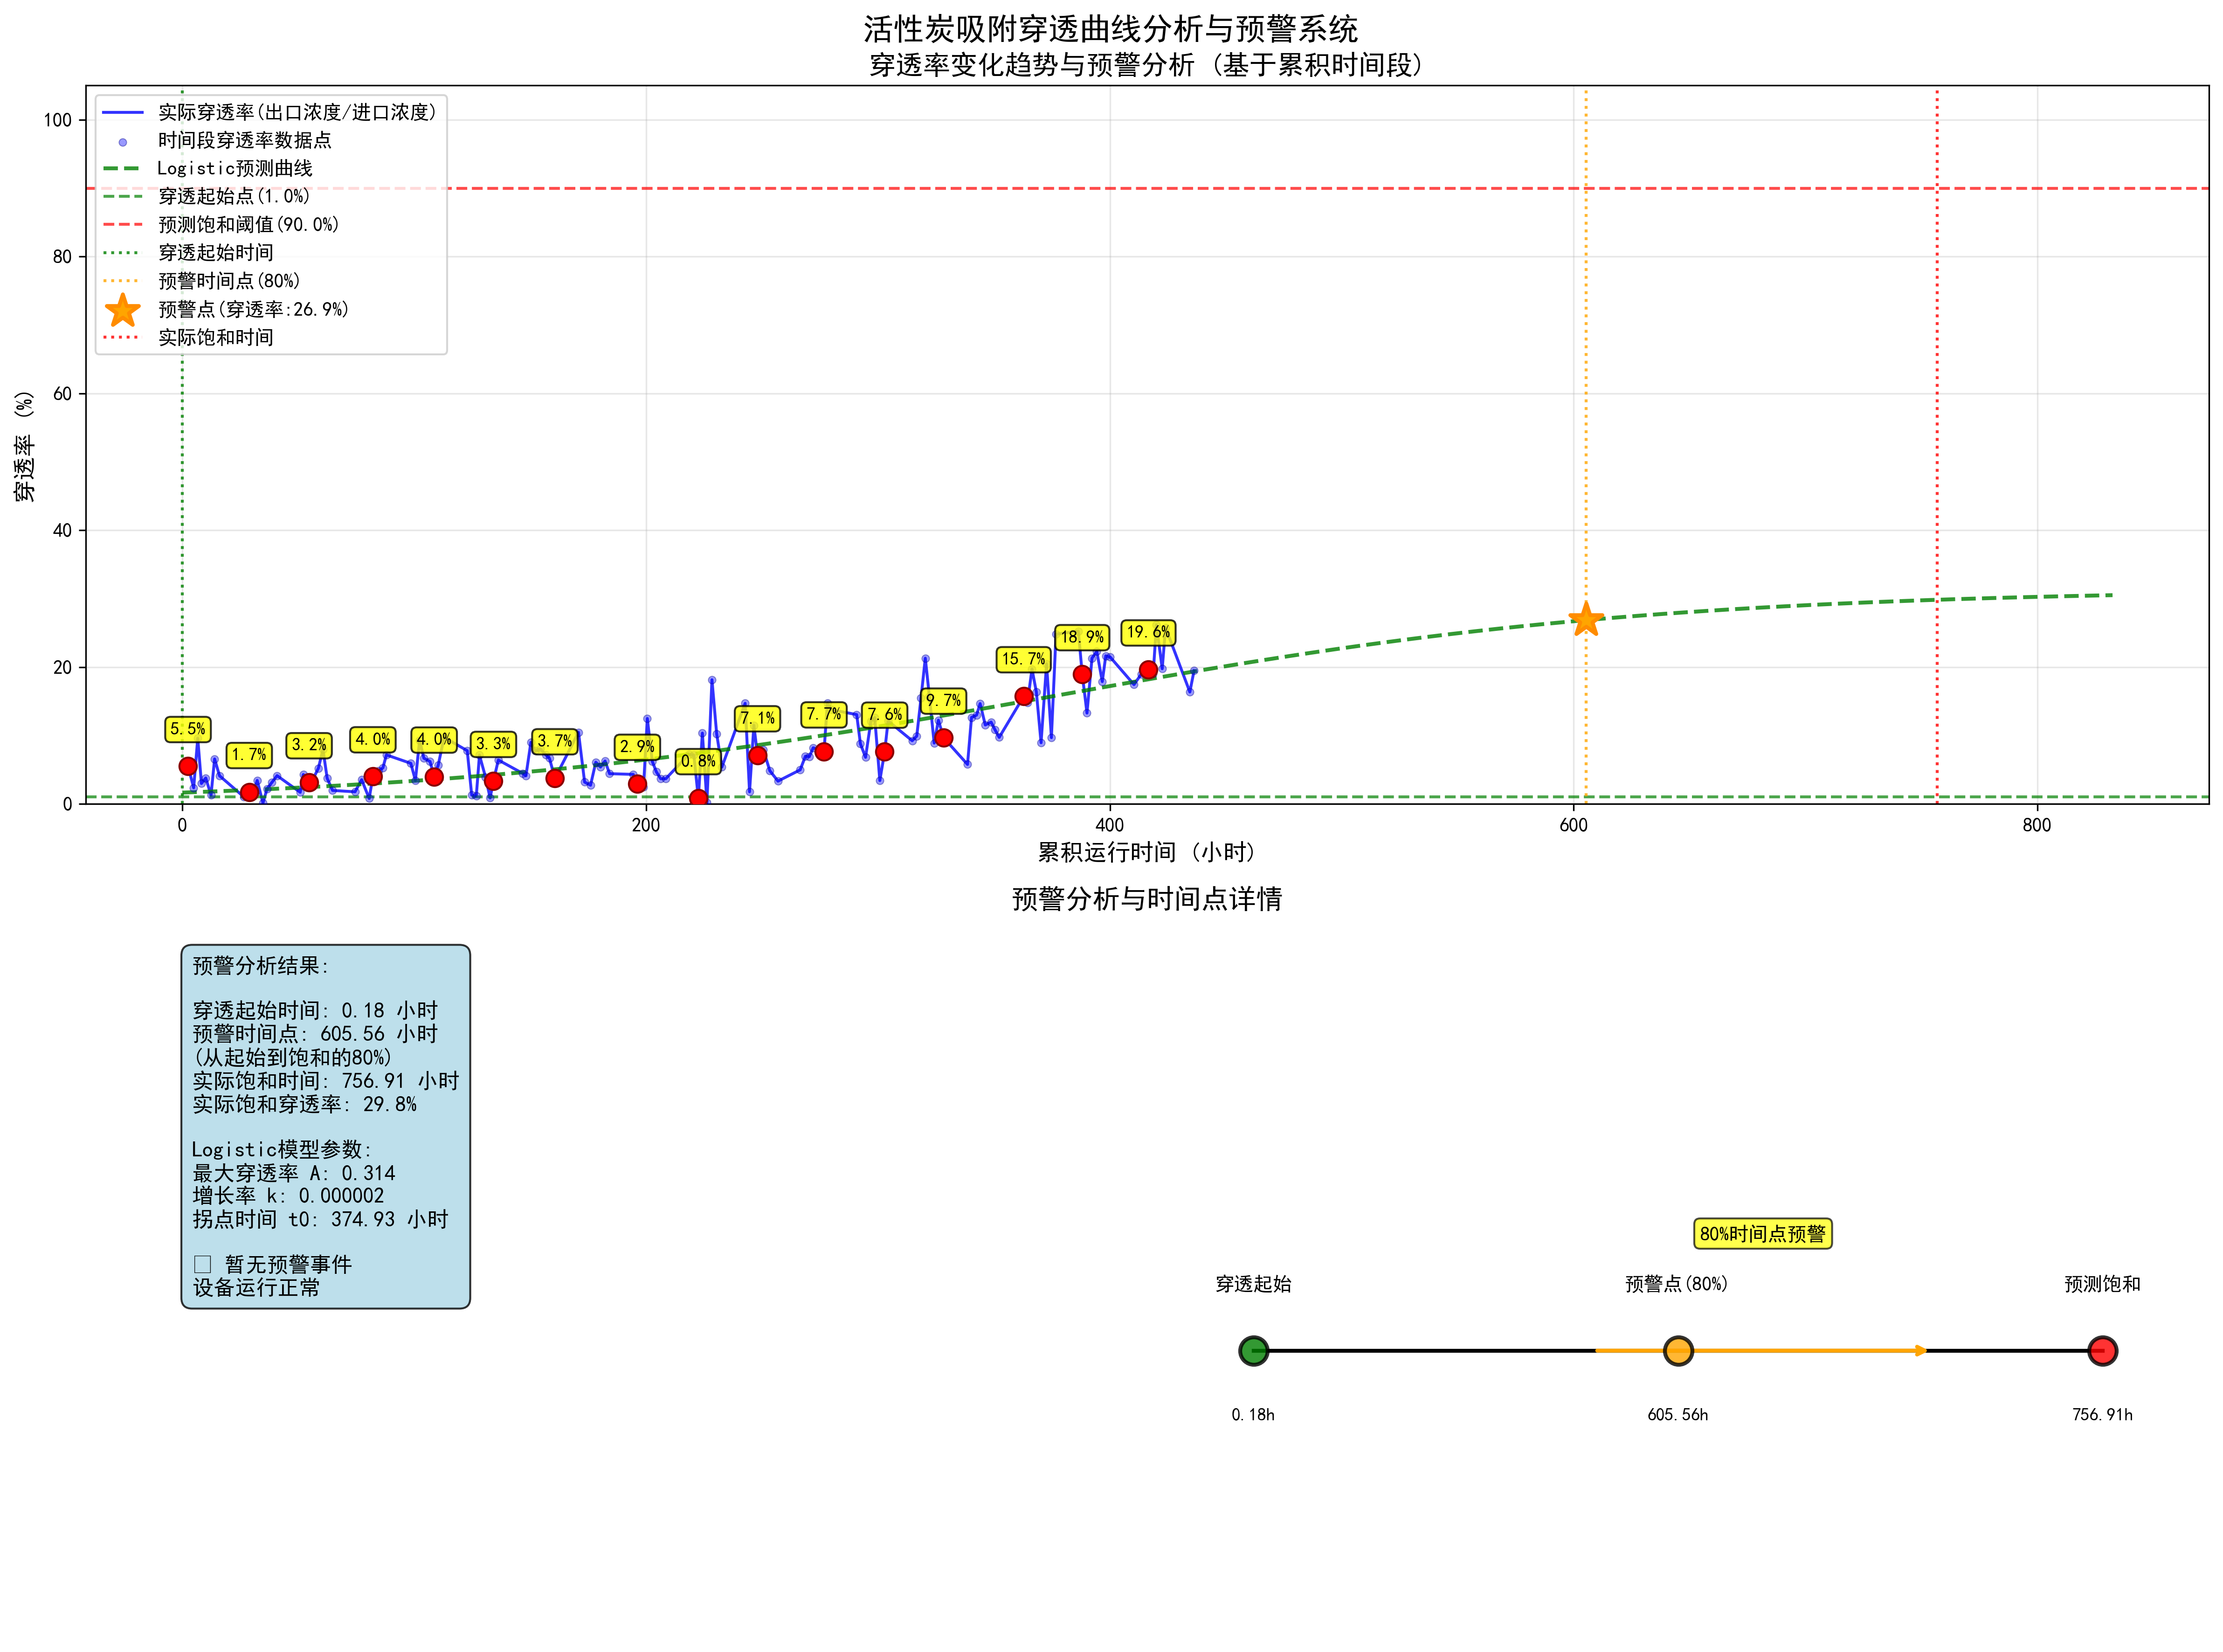 活性炭吸附穿透曲线分析与预警系统
穿透率变化趋势与预警分析 (基于累积时间段)
实际穿透率(出口浓度/进口浓度)
时间段穿透率数据点
Logistic预测曲线
穿透起始点(1.0%)
预测饱和阈值(90.0%)
穿透起始时间
预警时间点(80%)
预警点(穿透率:26.9%)
实际饱和时间
穿透率 (%)
100
80
60
40
20
0
5.5%
1.7%
3.2%
4.0%
4.0%
3.3%
3.7%
2.9%
0.8%
7.1%
7.7%
7.6%
9.7%
15.7%
18.9%
19.6%
0
200
400
600
800
累积运行时间 (小时)
预警分析与时间点详情
预警分析结果:
穿透起始时间: 0.18 小时
预警时间点: 605.56 小时
(从起始到饱和的80%)
实际饱和时间: 756.91 小时
实际饱和穿透率: 29.8%
Logistic模型参数:
最大穿透率 A: 0.314
增长率 k: 0.000002
拐点时间 t0: 374.93 小时
□ 暂无预警事件
设备运行正常
80%时间点预警
穿透起始
预警点(80%)
预测饱和
0.18h
605.56h
756.91h